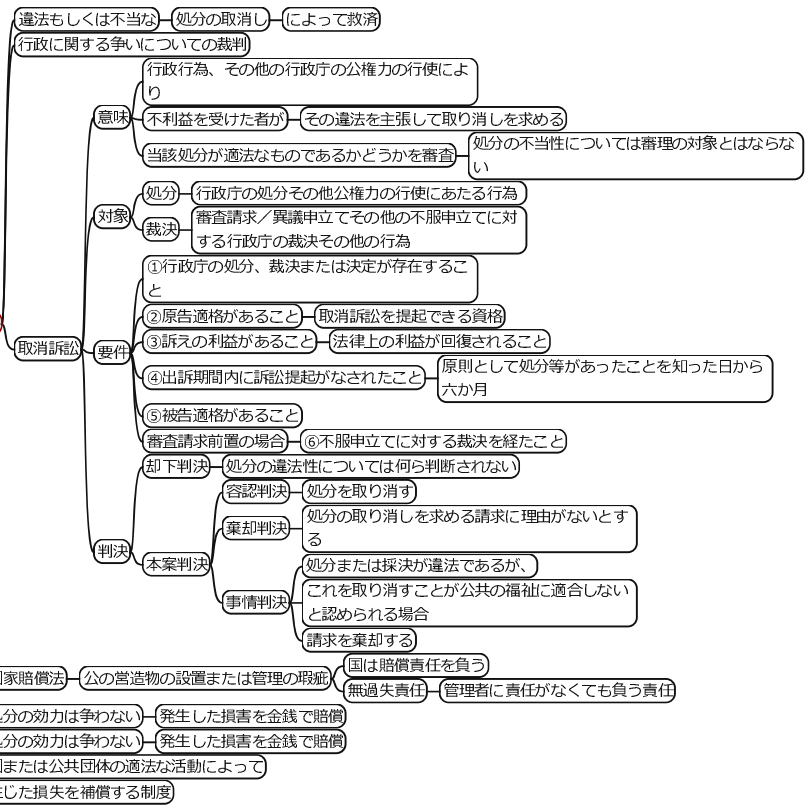 違法もしくは不当な
処分の取消し
によって救済
行政に関する争いについての裁判
取消訴訟
意味
行政行為、その他の行政庁の公権力の行使によ
り
不利益を受けた者が
その違法を主張して取り消しを求める
当該処分が適法なものであるかどうかを審査
処分の不当性については審理の対象とはならな
い
対象
処分
行政庁の処分その他公権力の行使にあたる行為
裁決
審査請求／異議申立てその他の不服申立てに対
する行政庁の裁決その他の行為
要件
①行政庁の処分、裁決または決定が存在するこ
と
②原告適格があること
取消訴訟を提起できる資格
③訴えの利益があること
法律上の利益が回復されること
④出訴期間内に訴訟提起がなされたこと
原則として処分等があったことを知った日から
六か月
⑤被告適格があること
審査請求前置の場合
⑥不服申立てに対する裁決を経たこと
判決
却下判決
処分の違法性については何ら判断されない
本案判決
容認判決
処分を取り消す
棄却判決
処分の取り消しを求める請求に理由がないとす
る
事情判決
処分または採決が違法であるが、
これを取り消すことが公共の福祉に適合しない
と認められる場合
請求を棄却する
家賠償法
公の営造物の設置または管理の瑕疵
国は賠償責任を負う
無過失責任
管理者に責任がなくても負う責任
分の効力は争わない
発生した損害を金銭で賠償
分の効力は争わない
発生した損害を金銭で賠償
または公共団体の適法な活動によって
じた損失を補償する制度